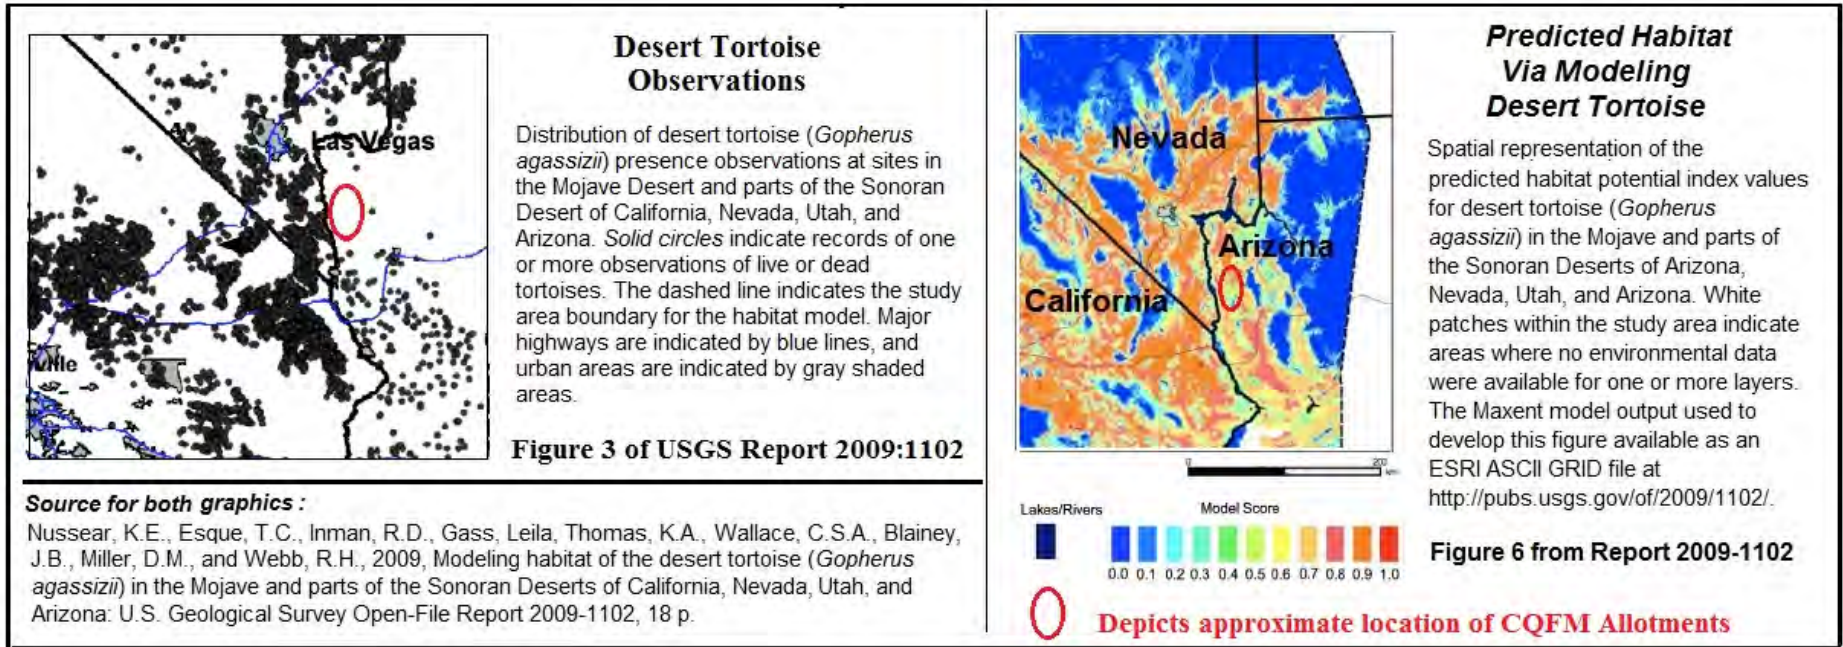 Las Vegas
ville
Desert Tortoise
Observations
Distribution of desert tortoise (Gopherus
agassizii) presence observations at sites in
the Mojave Desert and parts of the Sonoran
Desert of California, Nevada, Utah, and
Arizona. Solid circles indicate records of one
or more observations of live or dead
tortoises. The dashed line indicates the study
area boundary for the habitat model. Major
highways are indicated by blue lines, and
urban areas are indicated by gray shaded
areas.
Figure 3 of USGS Report 2009:1102
Source for both graphics :
Nussear, K.E., Esque, T.C., Inman, R.D., Gass, Leila, Thomas, K.A., Wallace, C.S.A., Blainey,
J.B., Miller, D.M., and Webb, R.H., 2009, Modeling habitat of the desert tortoise (Gopherus
agassizii) in the Mojave and parts of the Sonoran Deserts of California, Nevada, Utah, and
Arizona: U.S. Geological Survey Open-File Report 2009-1102, 18 p.
Nevada
Arizona
California
0 200
km
Lakes/Rivers
Model Score
0.0 0.1 0.2 0.3 0.4 0.5 0.6 0.7 0.8 0.9 1.0
Predicted Habitat
Via Modeling
Desert Tortoise
Spatial representation of the
predicted habitat potential index values
for desert tortoise (Gopherus
agassizii) in the Mojave and parts of
the Sonoran Deserts of Arizona,
Nevada, Utah, and Arizona. White
patches within the study area indicate
areas where no environmental data
were available for one or more layers.
The Maxent model output used to
develop this figure available as an
ESRI ASCII GRID file at
http://pubs.usgs.gov/of/2009/1102/.
Figure 6 from Report 2009-1102
Depicts approximate location of CQFM Allotments